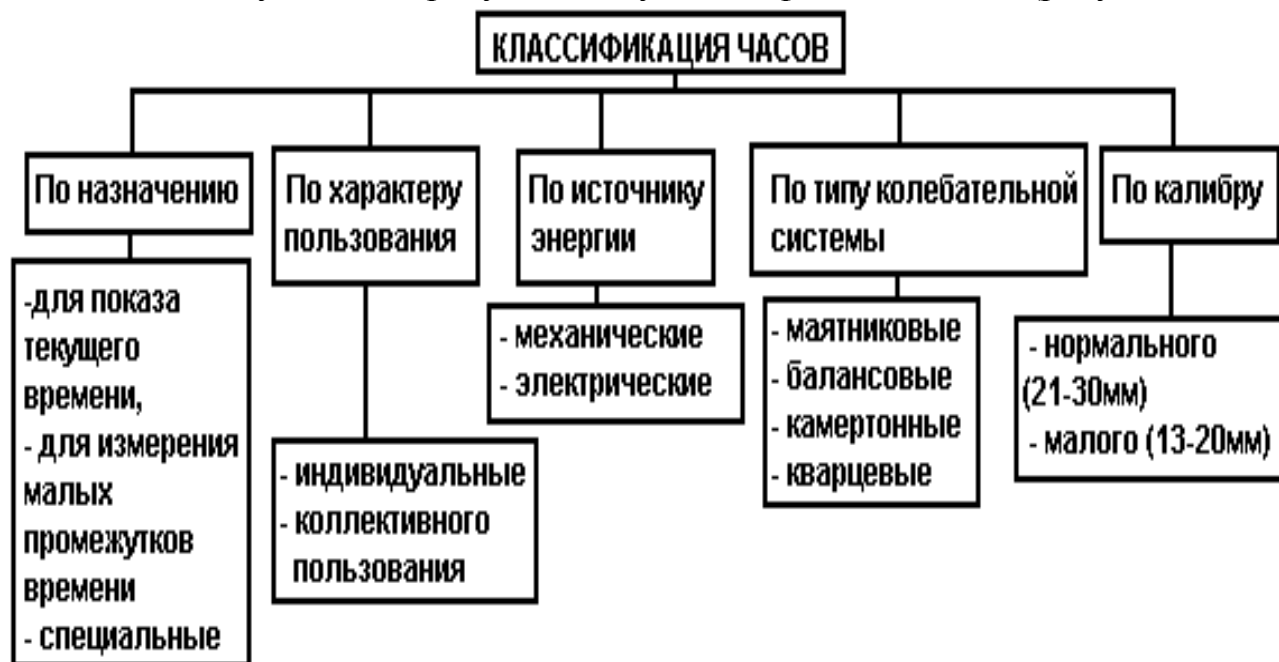 КЛАССИФИКАЦИЯ ЧАСОВ
По назначению
-для показа
текущего
времени,
- для измерения
малых
промежутков
времени
- специальные
По характеру
пользования
- индивидуальные
- коллективного
пользования
По источнику
энергии
- механические
- электрические
По типу колебательной
системы
- маятниковые
- балансовые
- камертонные
- кварцевые
По калибру
- нормального
(21-30мм)
- малого (13-20мм)